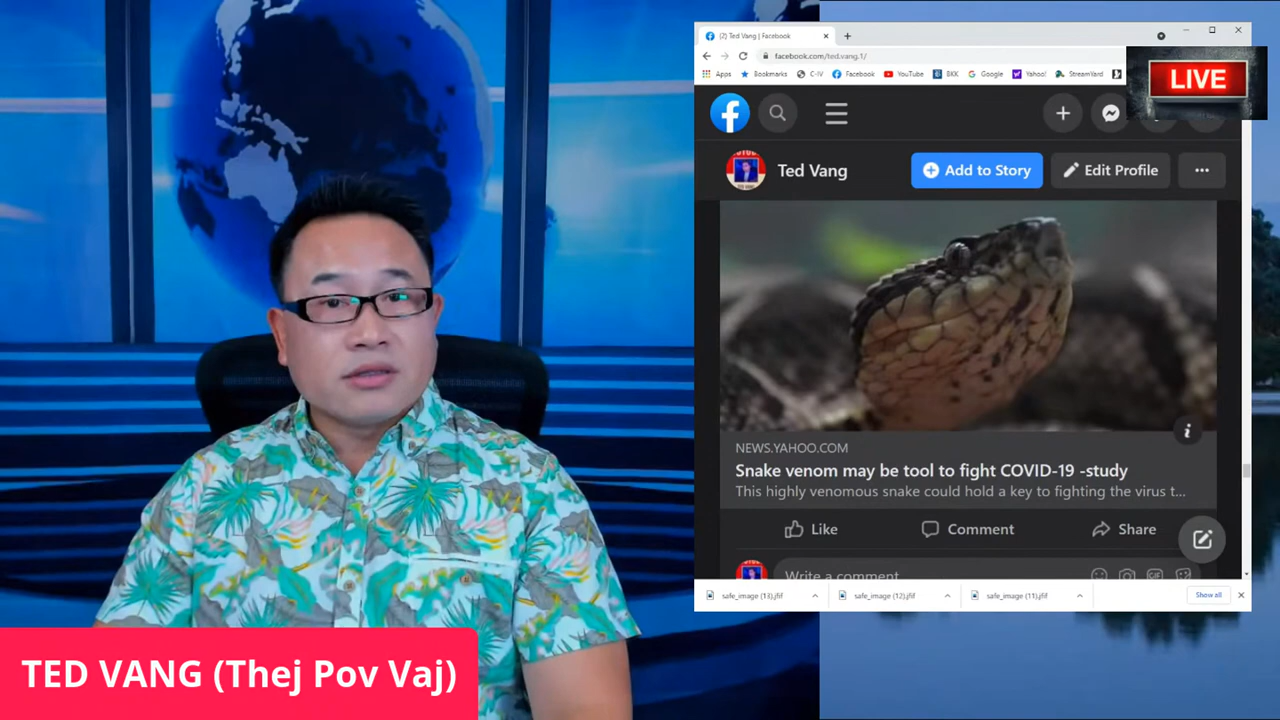 (2) Ted Vang | Facebook
facebook.com/ted.vang.1/
Apps Bookmarks C-IV Facebook YouTube BKK Google Yahoo! StreamYard
LIVE
Ted Vang Add to Story Edit Profile
NEWS.YAHOO.COM
Snake venom may be tool to fight COVID-19 -study
This highly venomous snake could hold a key to fighting the virus t...
Like Comment Share
Write a comment
GIF
safe_image (13).jfif safe_image (12).jfif safe_image (11).jfif Show all
TED VANG (Thej Pov Vaj)